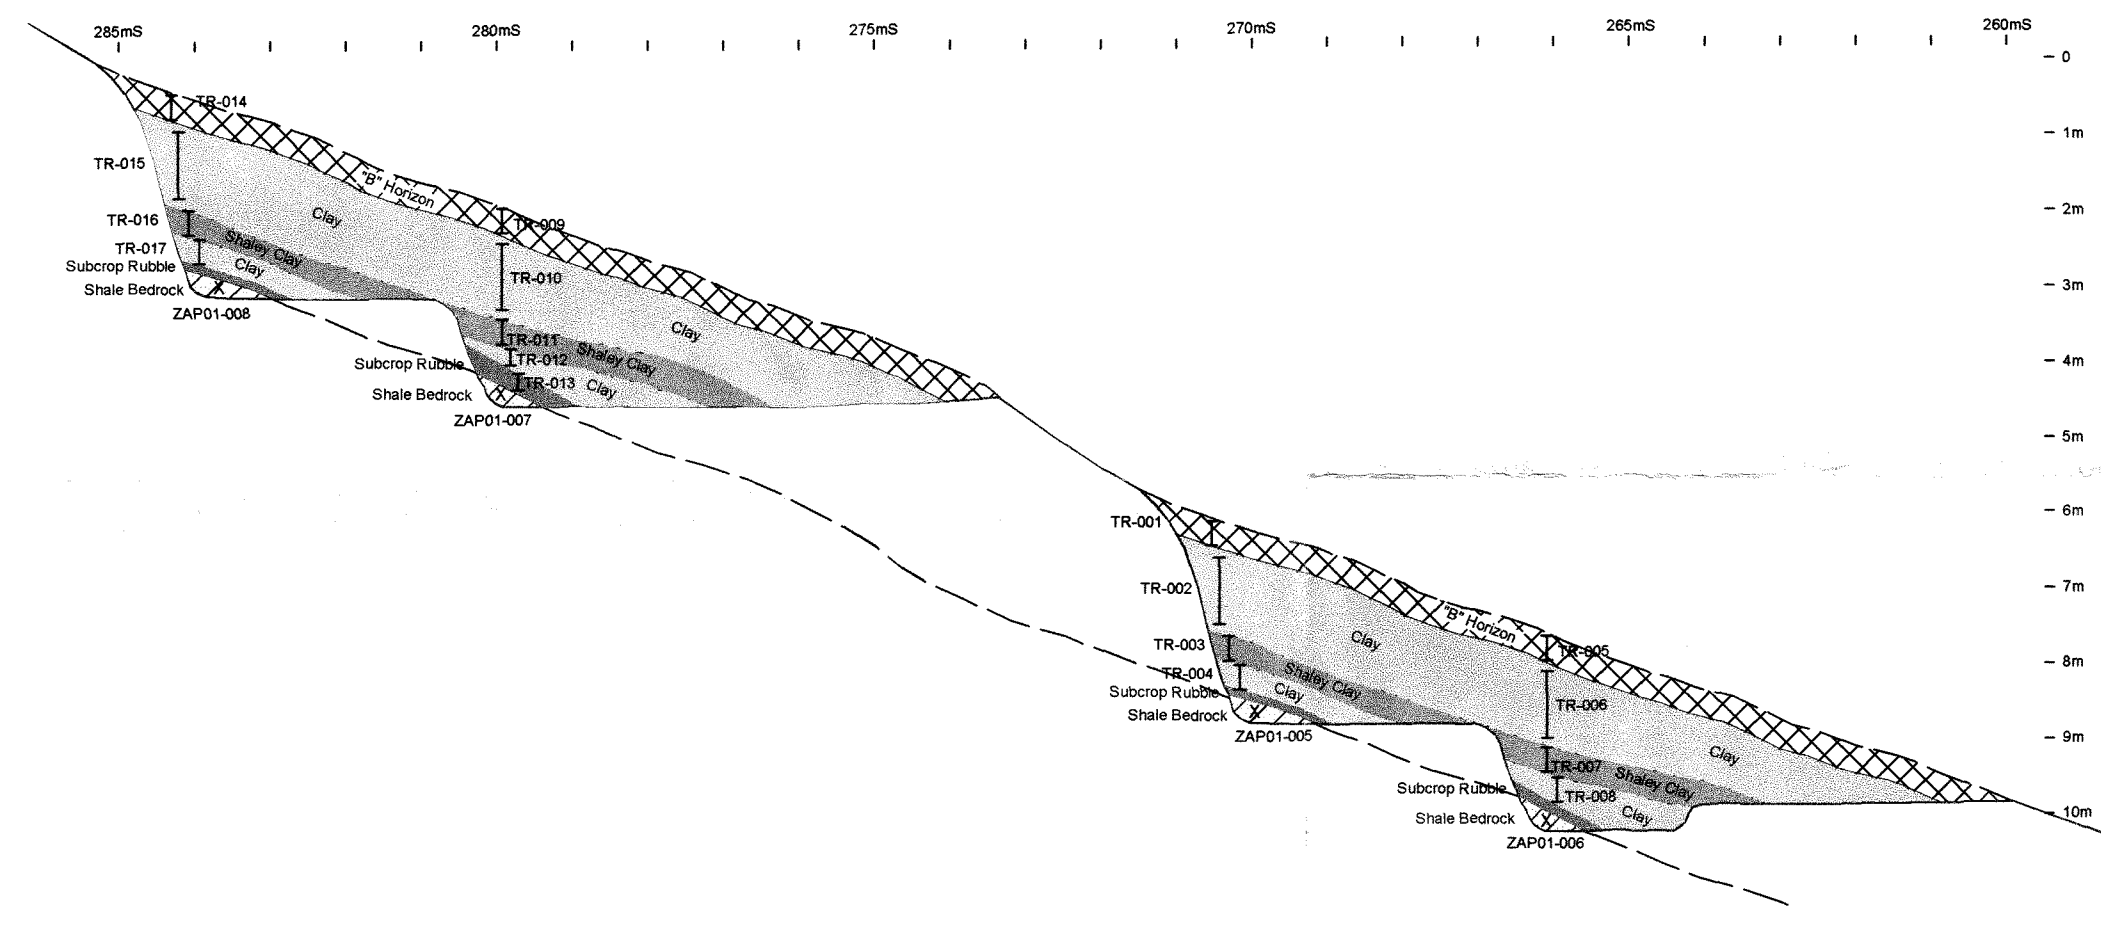 285mS 280mS 275mS 270mS 265mS 260mS
0
TR-014
1m
TR-015
"B" Horizon
2m
TR-016
Clay
TR-009
TR-017
Shaley Clay
Subcrop Rubble
Clay
TR-010
Shale Bedrock
3m
ZAP01-008
Clay
TR-011
Shaley Clay
TR-012
4m
Subcrop Rubble
TR-013
Clay
Shale Bedrock
ZAP01-007
5m
6m
TR-001
TR-002
7m
"B" Horizon
TR-003
Clay
TR-005
8m
TR-004
Shaley Clay
Subcrop Rubble
Clay
TR-006
Shale Bedrock
ZAP01-005
9m
Clay
TR-007
Shaley Clay
Subcrop Rubble
TR-008
10m
Shale Bedrock
Clay
ZAP01-006